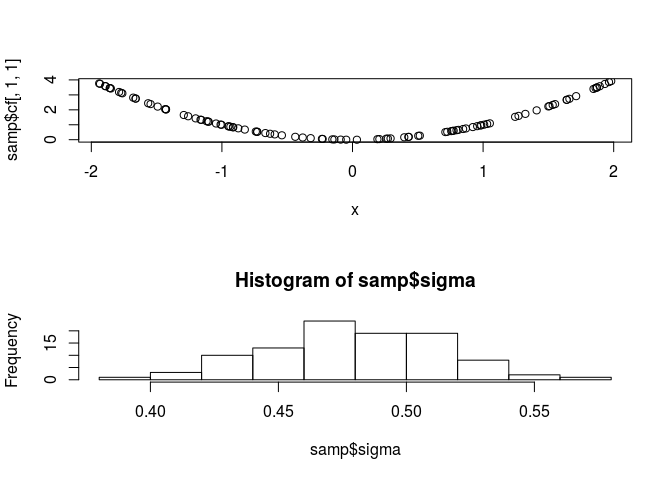 samp$cf[, 1, 1]
4
2
0
-2 -1 0 1 2
x
Histogram of samp$sigma
Frequency
15
0
0.40 0.45 0.50 0.55
samp$sigma